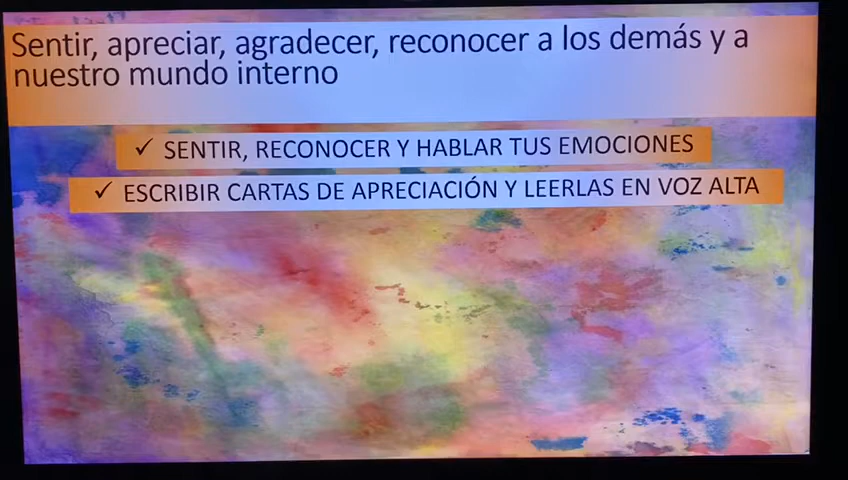 Sentir, apreciar, agradecer, reconocer a los demás y a
nuestro mundo interno
✓ SENTIR, RECONOCER Y HABLAR TUS EMOCIONES
✓ ESCRIBIR CARTAS DE APRECIACIÓN Y LEERLAS EN VOZ ALTA